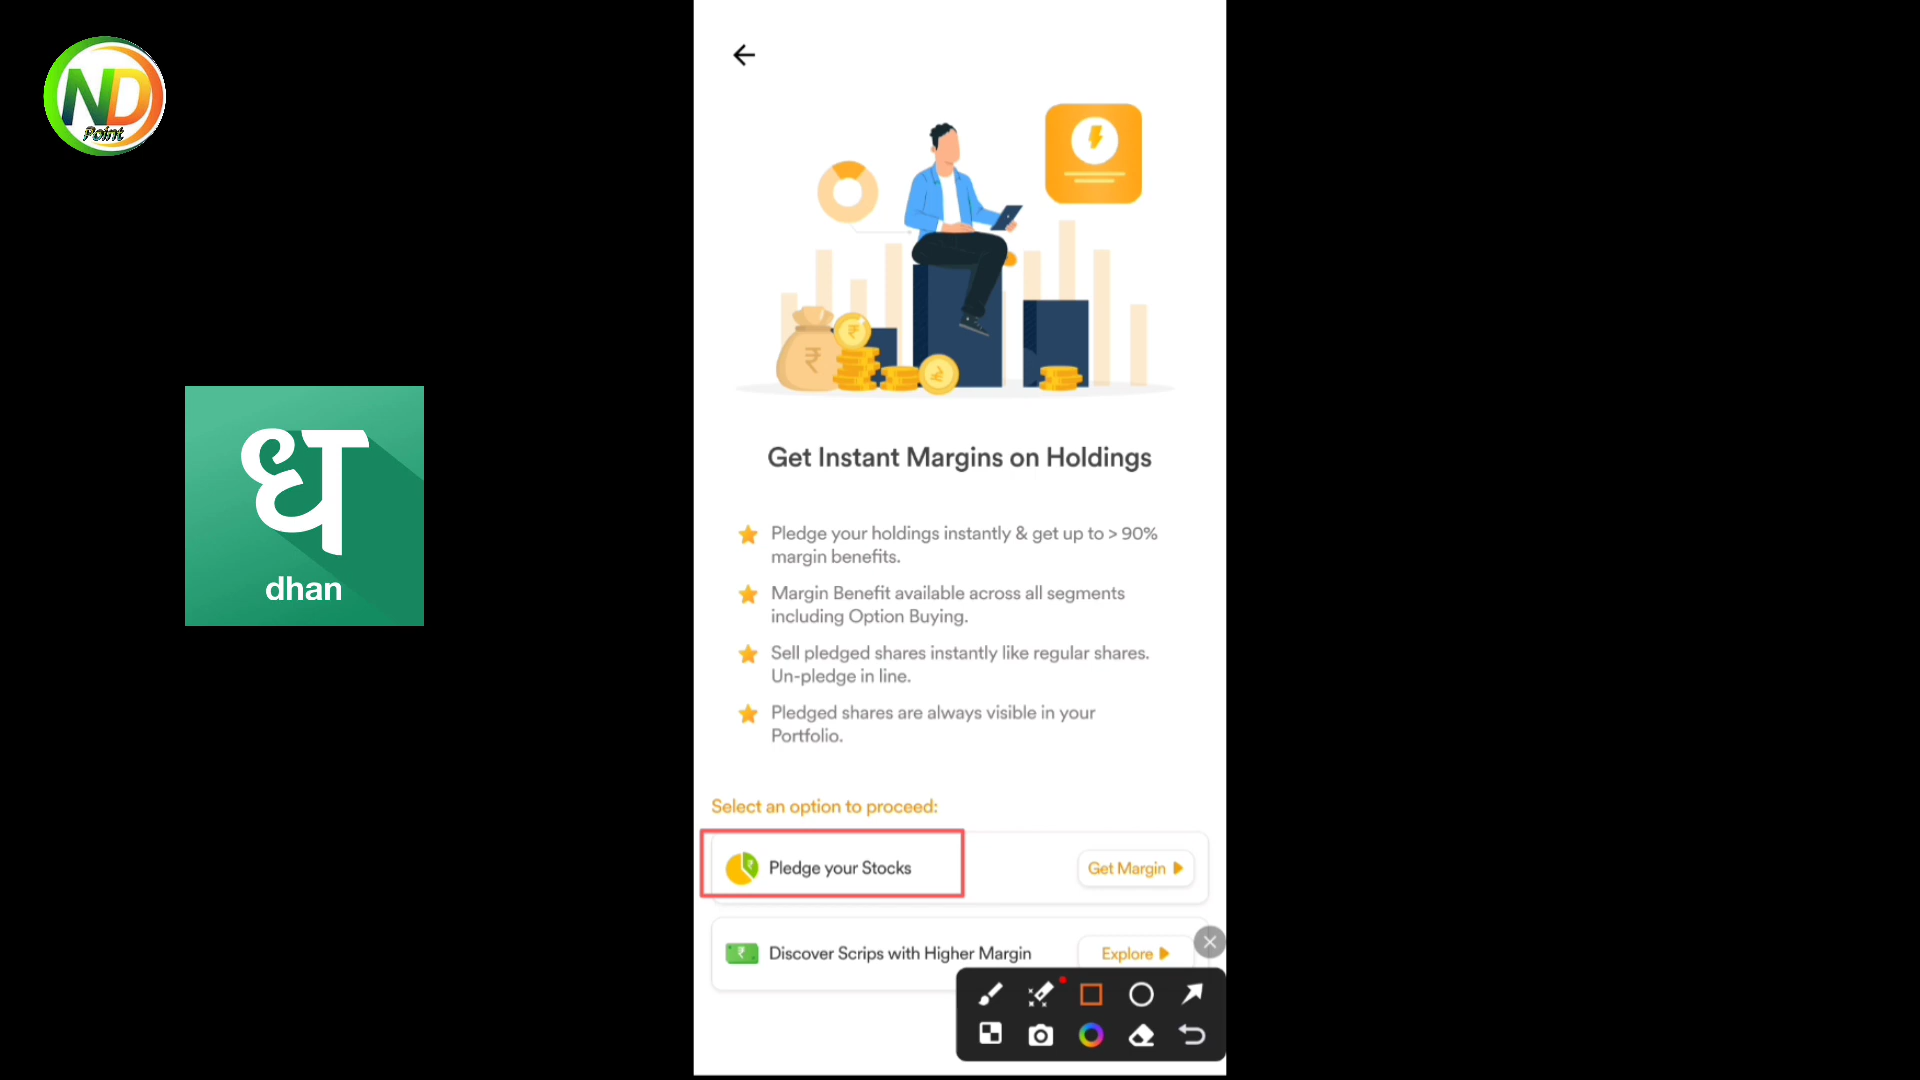 ND
Point
ध
dhan
Get Instant Margins on Holdings
Pledge your holdings instantly & get up to > 90%
margin benefits.
Margin Benefit available across all segments
including Option Buying.
Sell pledged shares instantly like regular shares.
Un-pledge in line.
Pledged shares are always visible in your
Portfolio.
Select an option to proceed:
Pledge your Stocks
Get Margin
Discover Scrips with Higher Margin
Explore